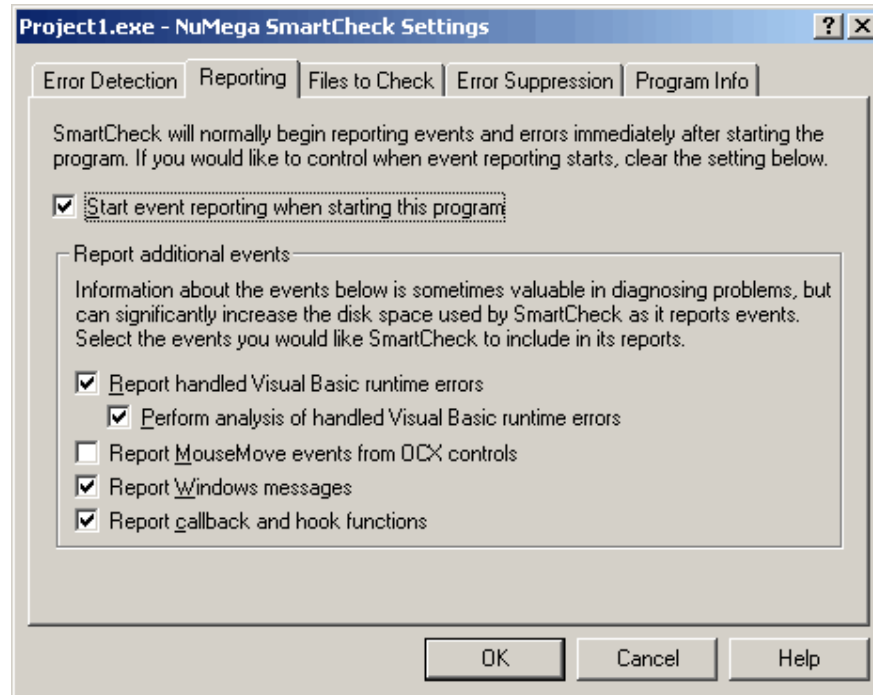 Project1.exe - NuMega SmartCheck Settings
Error Detection
Reporting
Files to Check
Error Suppression
Program Info
SmartCheck will normally begin reporting events and errors immediately after starting the
program. If you would like to control when event reporting starts, clear the setting below.
Start event reporting when starting this program
Report additional events
Information about the events below is sometimes valuable in diagnosing problems, but
can significantly increase the disk space used by SmartCheck as it reports events.
Select the events you would like SmartCheck to include in its reports.
Report handled Visual Basic runtime errors
Perform analysis of handled Visual Basic runtime errors
Report MouseMove events from OCX controls
Report Windows messages
Report callback and hook functions
OK
Cancel
Help